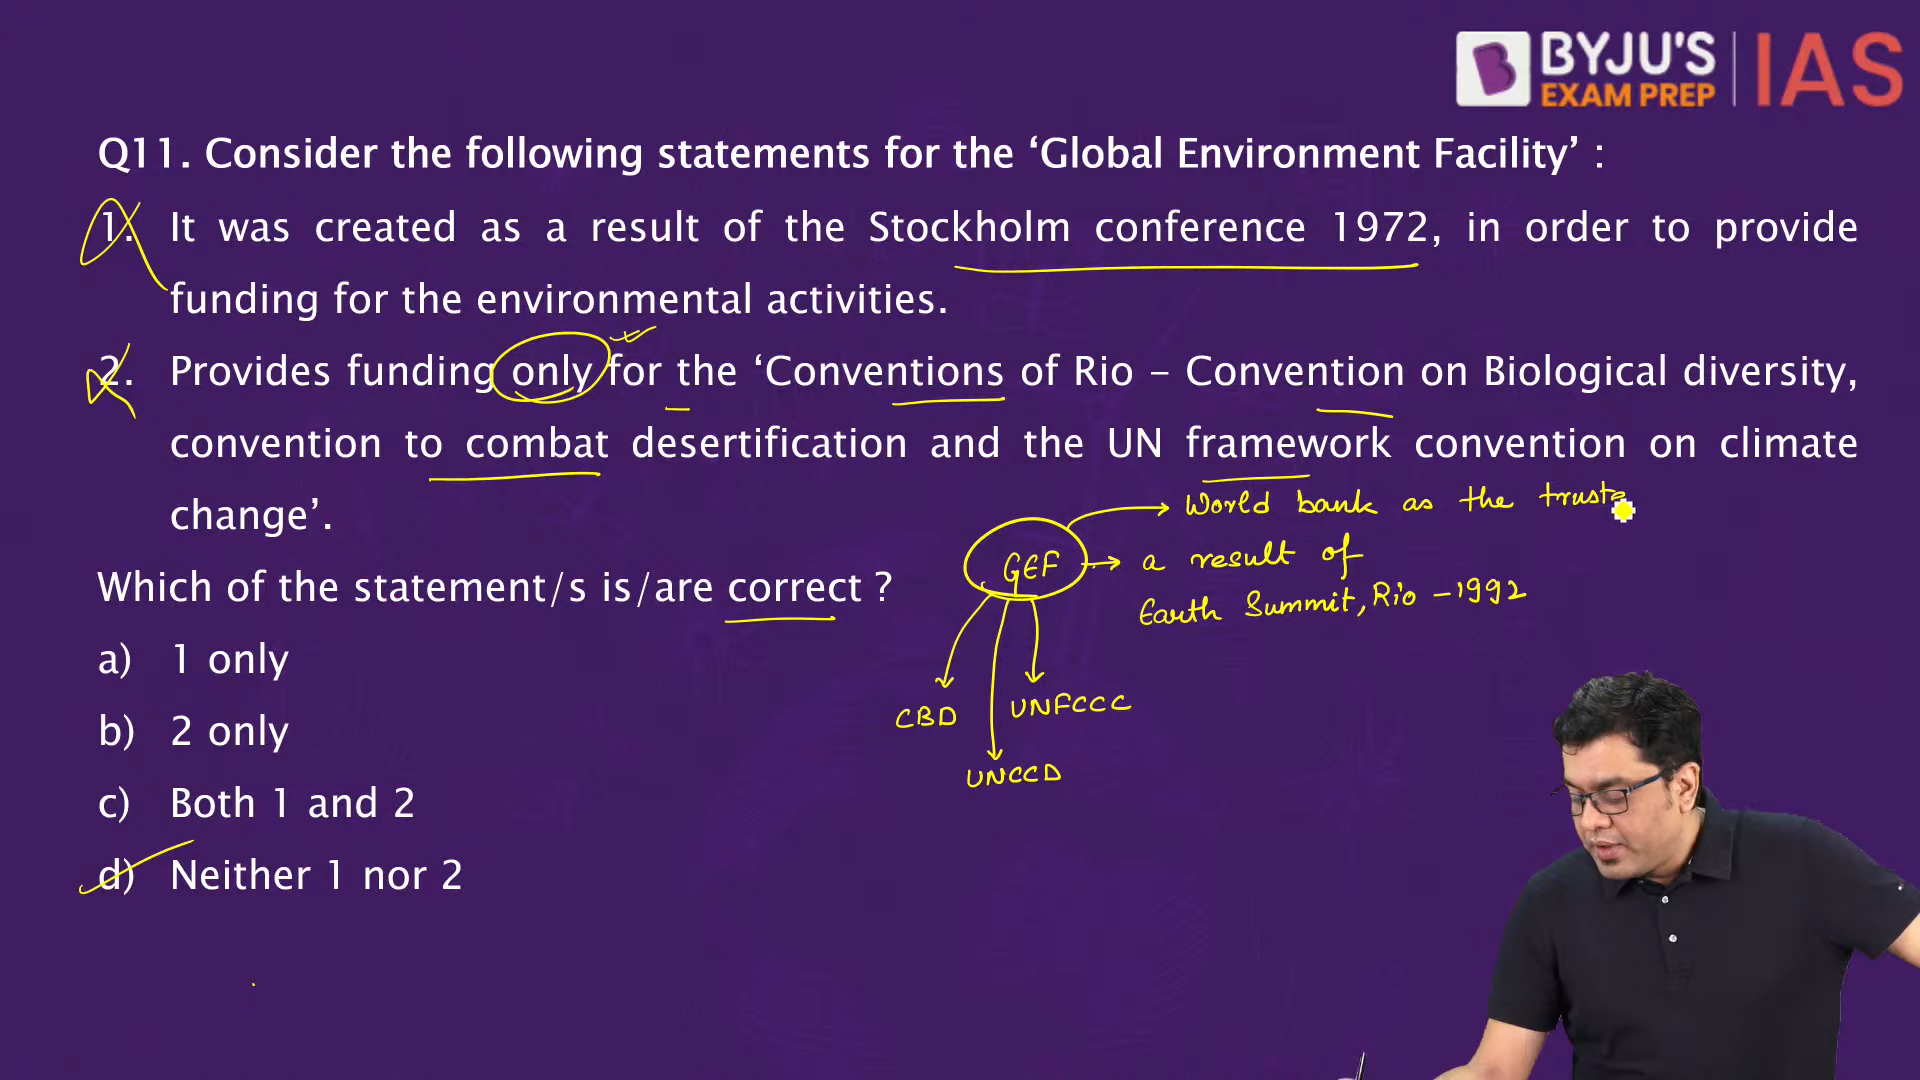 BYJU'S
EXAM PREP
IAS
Q11. Consider the following statements for the ‘Global Environment Facility’ :
1. It was created as a result of the Stockholm conference 1972, in order to provide
funding for the environmental activities.
2. Provides funding only for the ‘Conventions of Rio – Convention on Biological diversity,
convention to combat desertification and the UN framework convention on climate
change’.
World bank as the truste
GEF
a result of
Earth Summit, Rio - 1992
CBD
UNFCCC
UNCCD
Which of the statement/s is/are correct ?
a) 1 only
b) 2 only
c) Both 1 and 2
d) Neither 1 nor 2